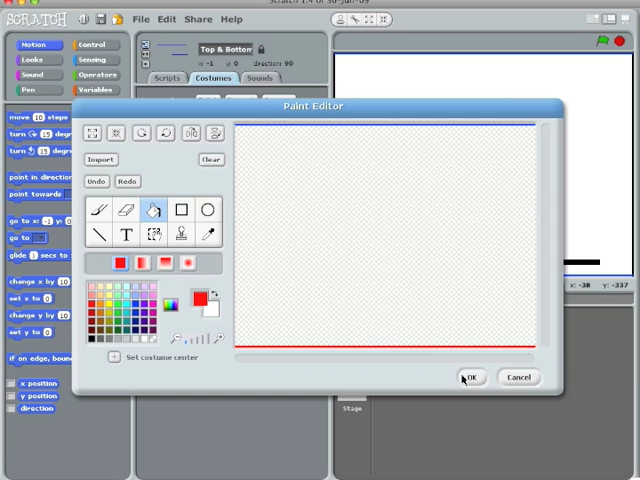 Scratch 1.4 of 30-Jun-09
SCRATCH
File Edit Share Help
Motion Control
Looks Sensing
Sound Operators
Pen Variables
Top & Bottom
x: -1 y: 0 direction: 90
Scripts Costumes Sounds
Paint Editor
Import Clear
Undo Redo
T
Set costume center
OK Cancel
move 10 steps
turn 15
turn 15
point in direction
point towards
go to x: -1 y:
go to
glide 1 secs to
change x by 10
set x to 0
change y by 10
set y to 0
if on edge,
x position
y position
direction
x: -38 y: -337
Stage